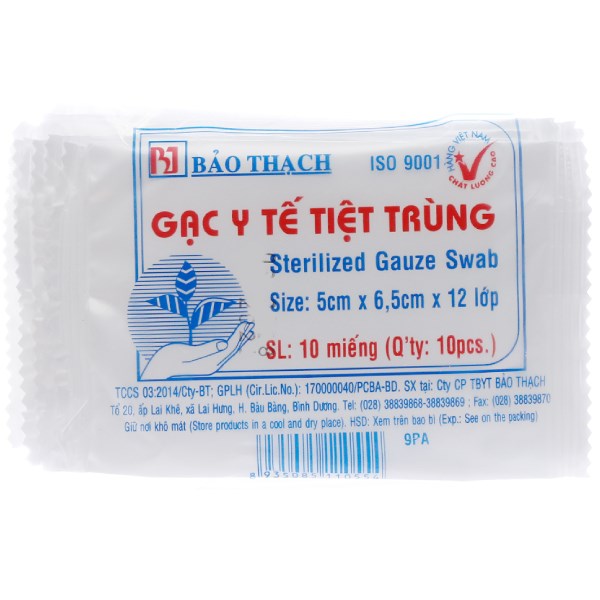 BT BẢO THẠCH ISO 9001
HÀNG VIỆT NAM
CHẤT LƯỢNG CAO
GẠC Y TẾ TIỆT TRÙNG
Sterilized Gauze Swab
Size: 5cm x 6,5cm x 12 lớp
SL: 10 miếng (Q'ty: 10pcs.)
TCCS 03:2014/Cty-BT; GPLH (Cir.Lic.No.): 170000040/PCBA-BD. SX tại: Cty CP TBYT BẢO THẠCH
Tổ 20, ấp Lai Khê, xã Lai Hưng, H. Bàu Bàng, Bình Dương. Tel: (028) 38839868-38839869 ; Fax: (028) 38839870
Giữ nơi khô mát (Store products in a cool and dry place). HSD: Xem trên bao bì (Exp.: See on the packing)
9PA
8 935085 110554